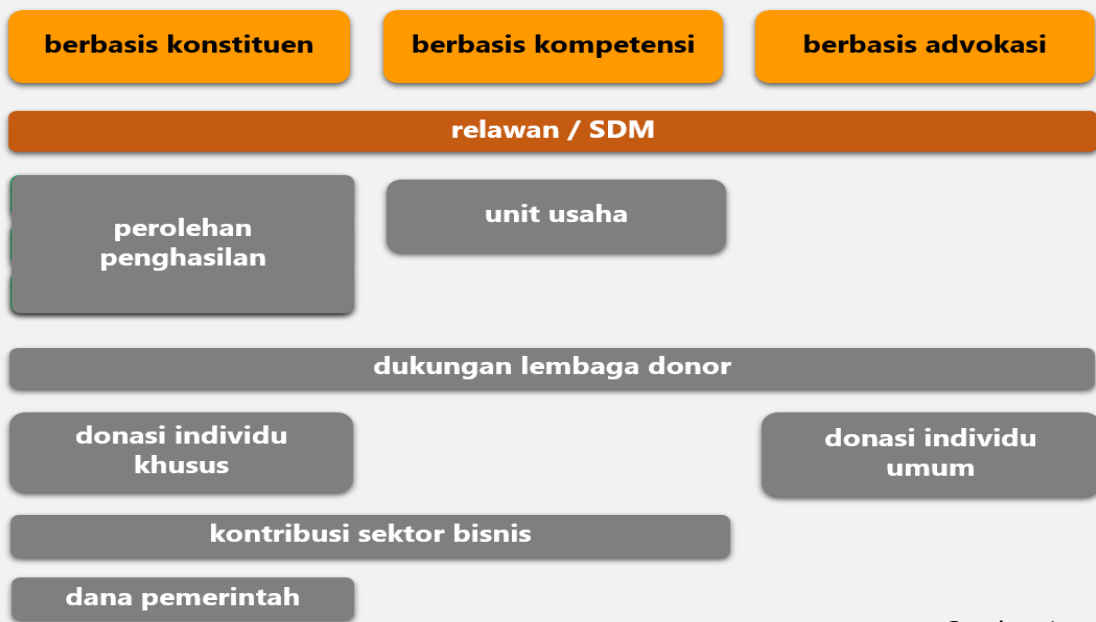 berbasis konstituen
berbasis kompetensi
berbasis advokasi
relawan / SDM
perolehan
penghasilan
unit usaha
dukungan lembaga donor
donasi individu
khusus
donasi individu
umum
kontribusi sektor bisnis
dana pemerintah